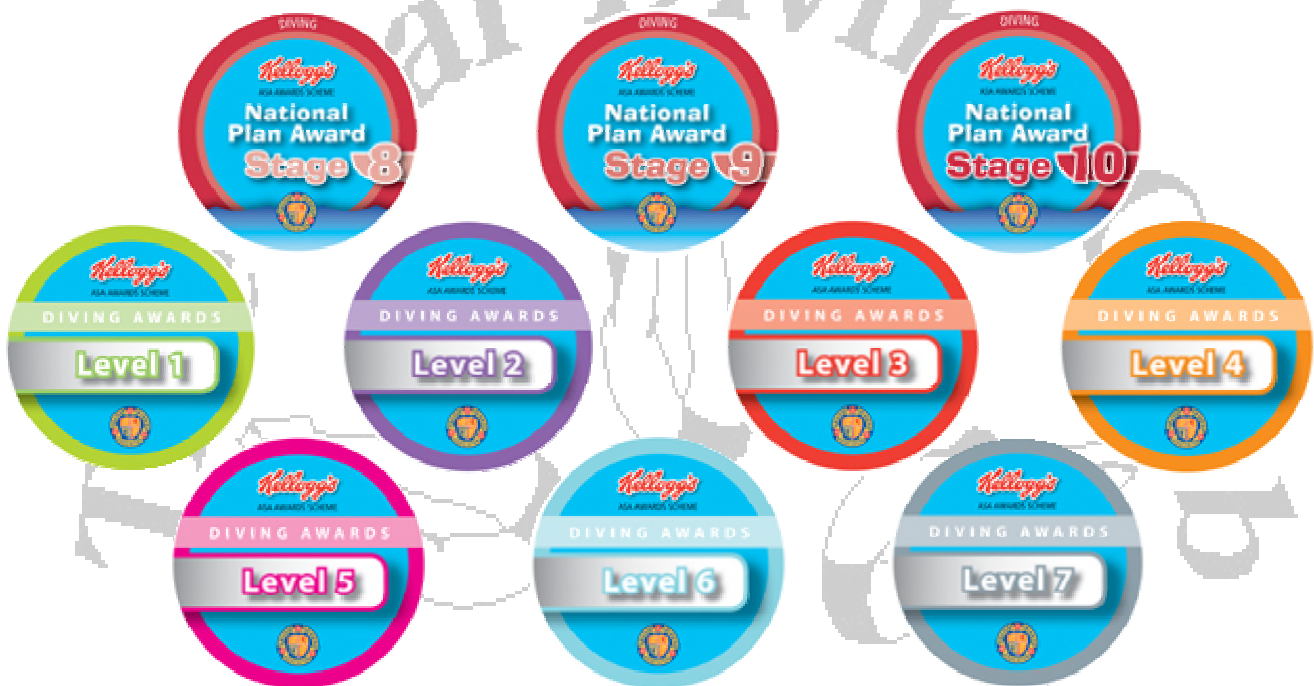 DIVING
Kellogg's
ASA AWARDS SCHEME
National
Plan Award
Stage 8
DIVING
Kellogg's
ASA AWARDS SCHEME
National
Plan Award
Stage 9
DIVING
Kellogg's
ASA AWARDS SCHEME
National
Plan Award
Stage 10
Kellogg's
ASA AWARDS SCHEME
DIVING AWARDS
Level 1
Kellogg's
ASA AWARDS SCHEME
DIVING AWARDS
Level 2
Kellogg's
ASA AWARDS SCHEME
DIVING AWARDS
Level 3
Kellogg's
ASA AWARDS SCHEME
DIVING AWARDS
Level 4
Kellogg's
ASA AWARDS SCHEME
DIVING AWARDS
Level 5
Kellogg's
ASA AWARDS SCHEME
DIVING AWARDS
Level 6
Kellogg's
ASA AWARDS SCHEME
DIVING AWARDS
Level 7